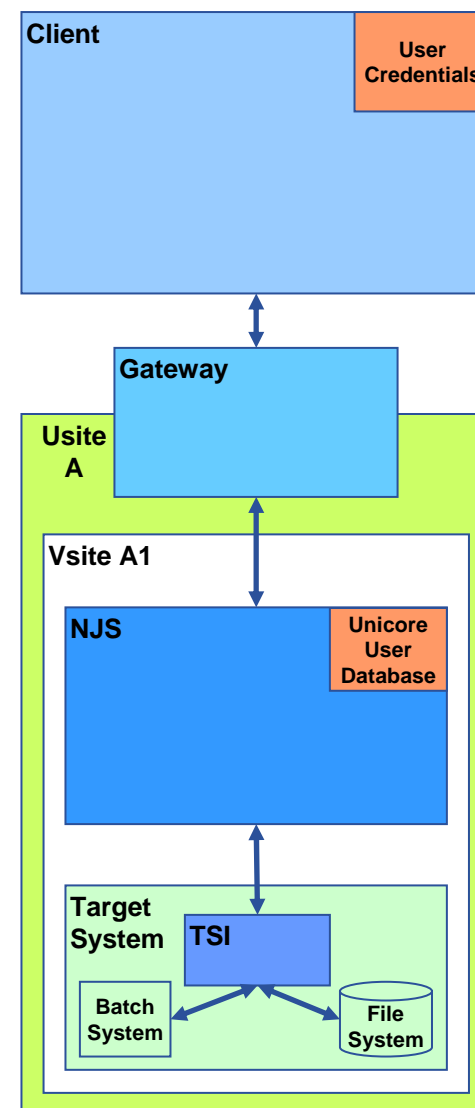 Client
User
Credentials
Gateway
Usite
A
Vsite A1
NJS
Unicore
User
Database
Target
System
TSI
Batch
System
File
System